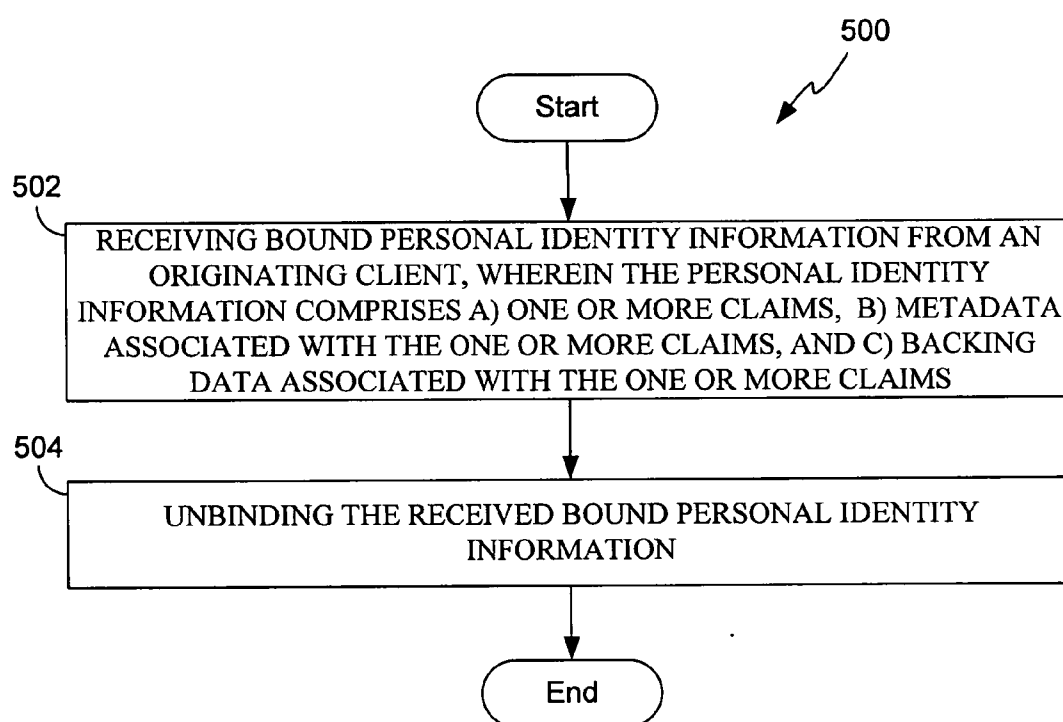 500
Start
502
RECEIVING BOUND PERSONAL IDENTITY INFORMATION FROM AN
ORIGINATING CLIENT, WHEREIN THE PERSONAL IDENTITY
INFORMATION COMPRISES A) ONE OR MORE CLAIMS, B) METADATA
ASSOCIATED WITH THE ONE OR MORE CLAIMS, AND C) BACKING
DATA ASSOCIATED WITH THE ONE OR MORE CLAIMS
504
UNBINDING THE RECEIVED BOUND PERSONAL IDENTITY
INFORMATION
End